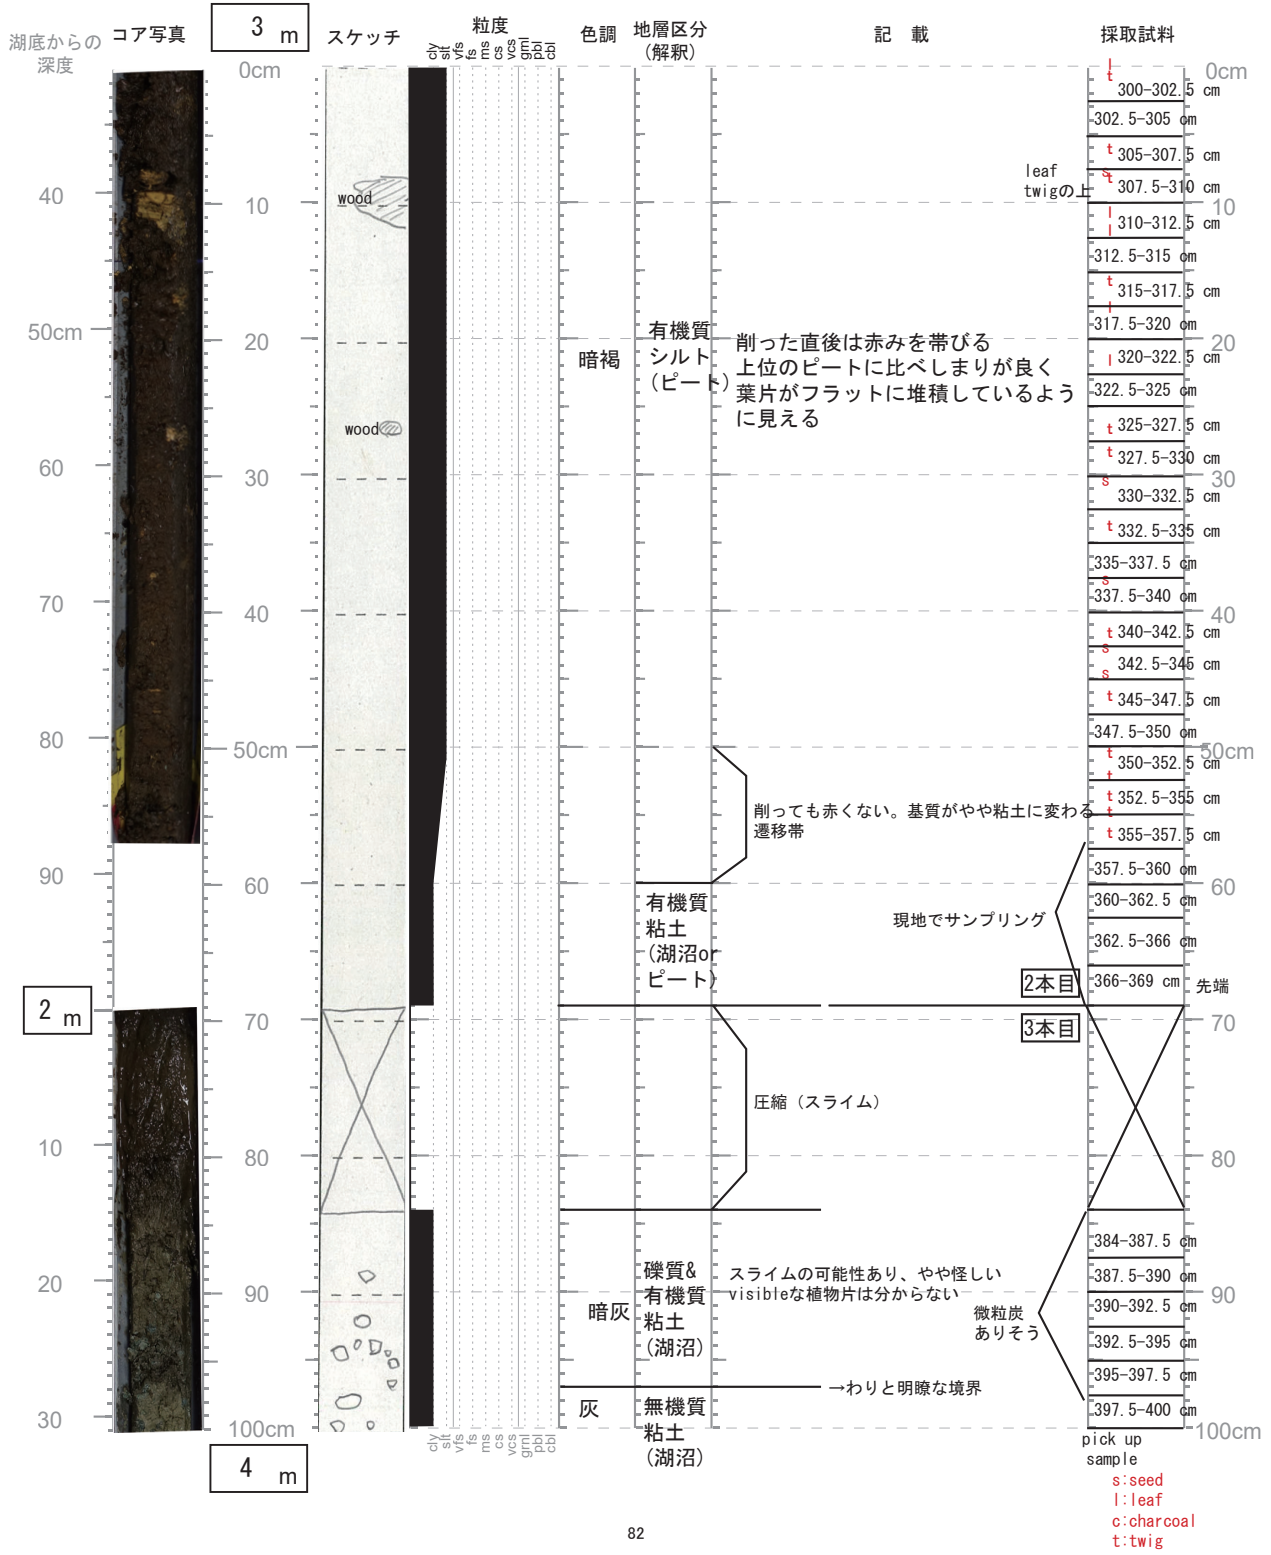 湖底からの
深度
コア写真
3 m
スケッチ
粒度
色調
地層区分
(解釈)
記 載
採取試料
cly
slt
vfs
fs
ms
cs
vcs
grnl
pbl
cbl
0cm
0cm
l
t
300-302.5 cm
302.5-305 cm
t
305-307.5 cm
leaf
twigの上
s
t
307.5-310 cm
40
wood
10
10
l
l
310-312.5 cm
312.5-315 cm
t
315-317.5 cm
l
317.5-320 cm
50cm
20
20
暗褐
有機質
シルト
(ピート)
削った直後は赤みを帯びる
上位のピートに比べしまりが良く
葉片がフラットに堆積しているよう
に見える
l
320-322.5 cm
322.5-325 cm
wood
t
325-327.5 cm
t
327.5-330 cm
60
30
30
s
330-332.5 cm
t
332.5-335 cm
335-337.5 cm
s
337.5-340 cm
70
40
40
t
340-342.5 cm
s
342.5-345 cm
s
t
345-347.5 cm
347.5-350 cm
80
50cm
50cm
t
350-352.5 cm
t
t
352.5-355 cm
t
削っても赤くない。基質がやや粘土に変わる
遷移帯
t
355-357.5 cm
357.5-360 cm
90
60
60
有機質
粘土
(湖沼or
ピート)
現地でサンプリング
360-362.5 cm
362.5-366 cm
366-369 cm
先端
2本目
2 m
3本目
70
70
圧縮（スライム）
10
80
80
384-387.5 cm
387.5-390 cm
20
90
90
暗灰
礫質&
有機質
粘土
(湖沼)
スライムの可能性あり、やや怪しい
visibleな植物片は分からない
微粒炭
ありそう
390-392.5 cm
392.5-395 cm
395-397.5 cm
→わりと明瞭な境界
30
灰
無機質
粘土
(湖沼)
397.5-400 cm
100cm
100cm
cly
slt
vfs
fs
ms
cs
vcs
grnl
pbl
cbl
4 m
pick up
sample
s:seed
l:leaf
c:charcoal
t:twig
82